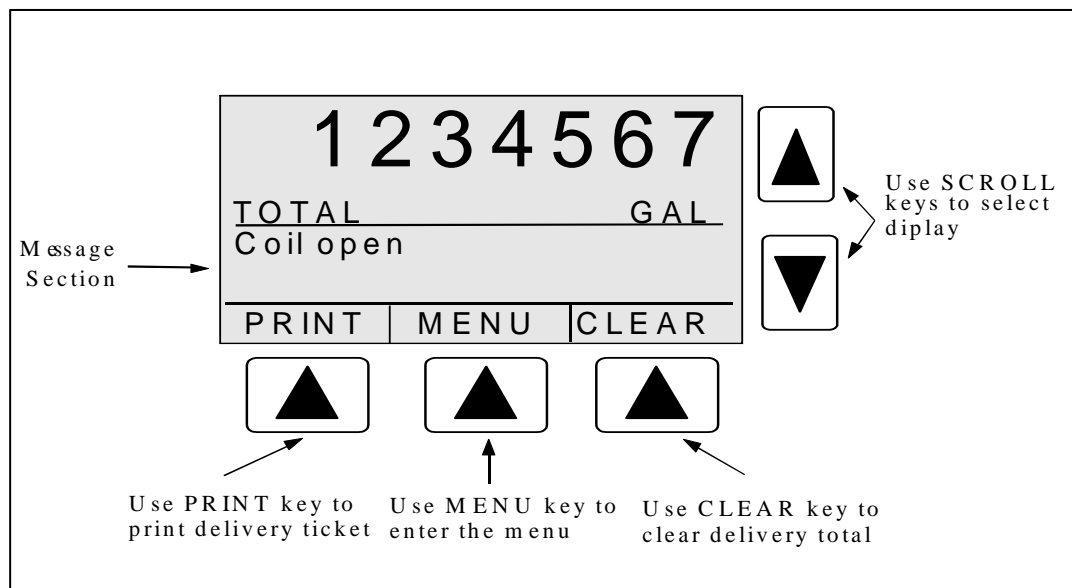 1234567
TOTAL GAL
Coil open
PRINT MENU CLEAR
Message
Section
Use SCROLL
keys to select
diplay
Use PRINT key to
print delivery ticket
Use MENU key to
enter the menu
Use CLEAR key to
clear delivery total